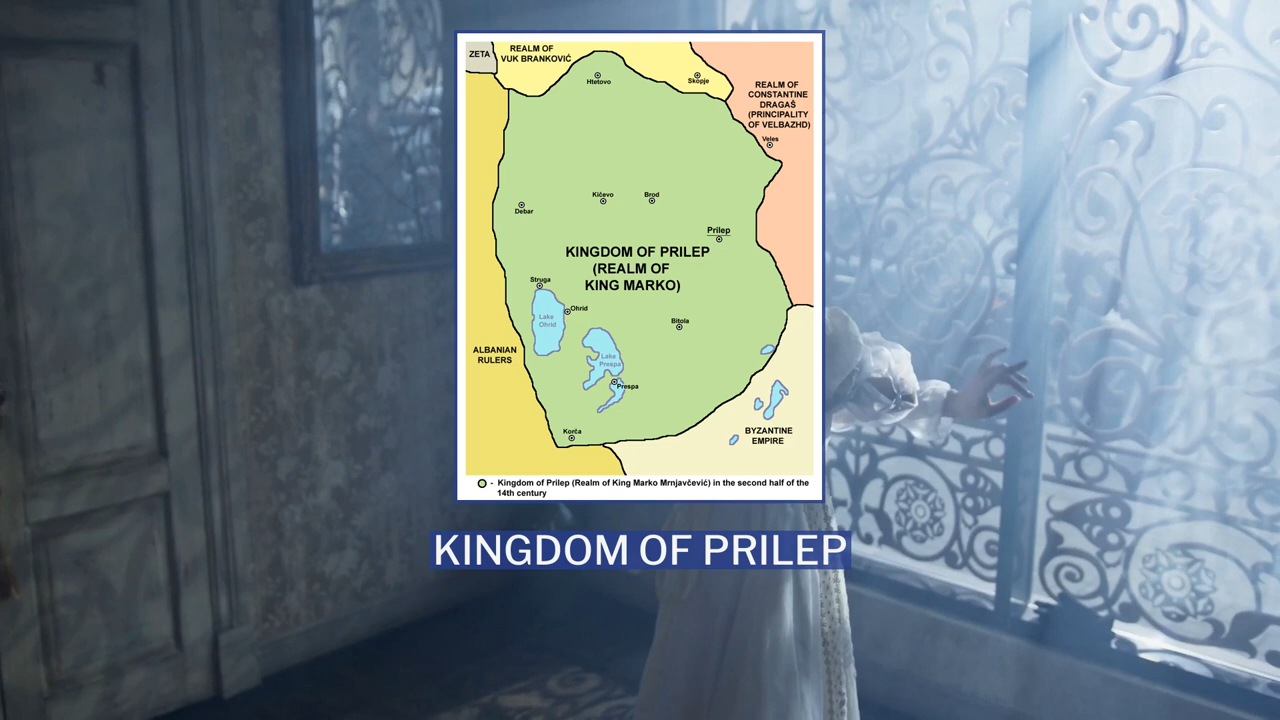 ZETA
REALM OF
VUK BRANKOVIĆ
Htetovo
Skopje
REALM OF
CONSTANTINE
DRAGAŠ
(PRINCIPALITY
OF VELBAZHD)
Veles
Debar
Kičevo
Brod
Prilep
KINGDOM OF PRILEP
(REALM OF
KING MARKO)
Struga
Lake
Ohrid
Ohrid
Bitola
Lake
Prespa
Prespa
ALBANIAN
RULERS
Korča
BYZANTINE
EMPIRE
- Kingdom of Prilep (Realm of King Marko Mrnjavčević) in the second half of the
14th century
KINGDOM OF PRILEP